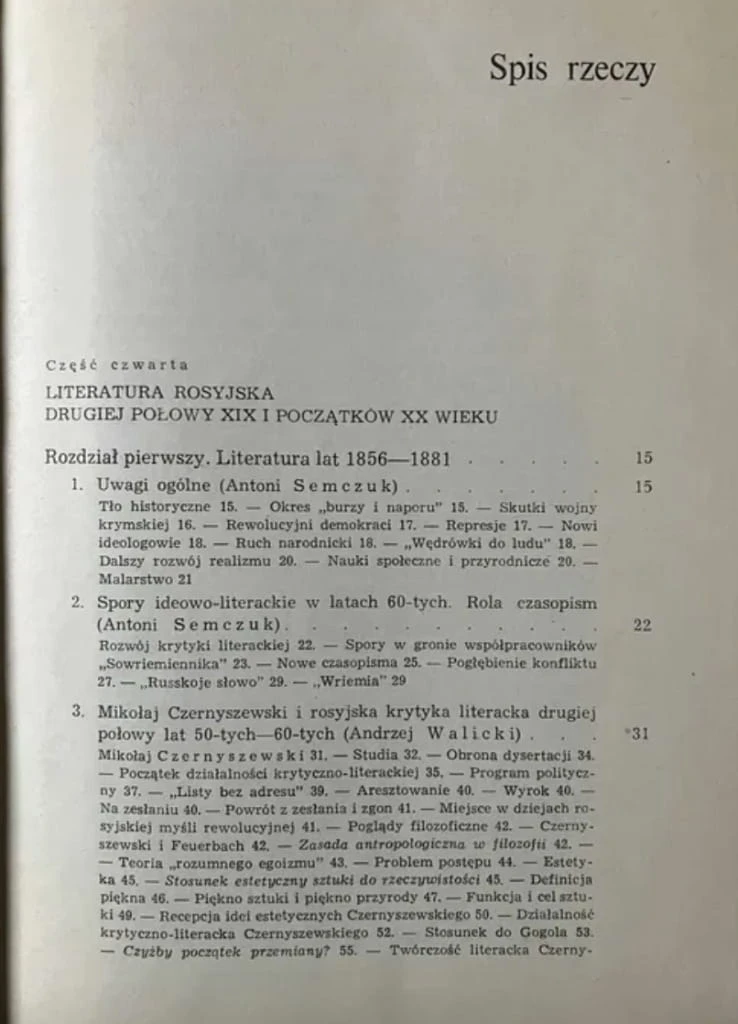 Spis rzeczy
Część czwarta
LITERATURA ROSYJSKA
DRUGIEJ POŁOWY XIX I POCZĄTKÓW XX WIEKU
Rozdział pierwszy. Literatura lat 1856—1881 . . . . . 15
1. Uwagi ogólne (Antoni Semczuk) . . . . . . . 15
Tło historyczne 15. — Okres „burzy i naporu" 15. — Skutki wojny
krymskiej 16. — Rewolucyjni demokraci 17. — Represje 17. — Nowi
ideologowie 18. — Ruch narodnicki 18. — „Wędrówki do ludu" 18. —
Dalszy rozwój realizmu 20. — Nauki społeczne i przyrodnicze 20. —
Malarstwo 21
2. Spory ideowo-literackie w latach 60-tych. Rola czasopism
(Antoni Semczuk) . . . . . . . . . . . 22
Rozwój krytyki literackiej 22. — Spory w gronie współpracowników
„Sowriemiennika" 23. — Nowe czasopisma 25. — Pogłębienie konfliktu
27. — „Russkoje słowo" 29. — „Wriemia" 29
3. Mikołaj Czernyszewski i rosyjska krytyka literacka drugiej
połowy lat 50-tych—60-tych (Andrzej Walicki) . . . 31
Mikołaj Czernyszewski 31. — Studia 32. — Obrona dysertacji 34.
— Początek działalności krytyczno-literackiej 35. — Program politycz-
ny 37. — „Listy bez adresu" 39. — Aresztowanie 40. — Wyrok 40. —
Na zesłaniu 40. — Powrót z zesłania i zgon 41. — Miejsce w dziejach ro-
syjskiej myśli rewolucyjnej 41. — Poglądy filozoficzne 42. — Czerny-
szewski i Feuerbach 42. — Zasada antropologiczna w filozofii 42. —
— Teoria „rozumnego egoizmu" 43. — Problem postępu 44. — Estety-
ka 45. — Stosunek estetyczny sztuki do rzeczywistości 45. — Definicja
piękna 46. — Piękno sztuki i piękno przyrody 47. — Funkcja i cel sztu-
ki 49. — Recepcja idei estetycznych Czernyszewskiego 50. — Działalność
krytyczno-literacka Czernyszewskiego 52. — Stosunek do Gogola 53.
— Czyżby początek przemiany? 55. — Twórczość literacka Czerny-